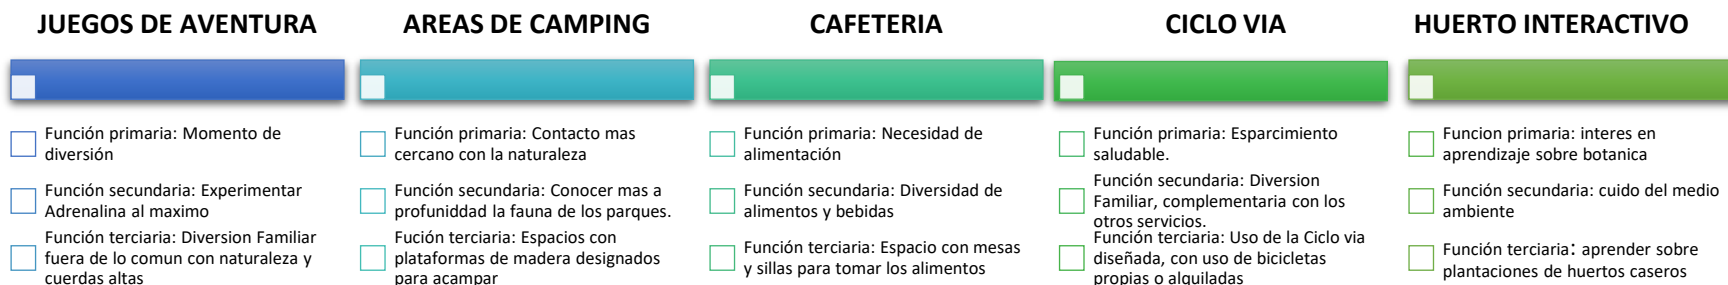 JUEGOS DE AVENTURA
Función primaria: Momento de
diversión
Función secundaria: Experimentar
Adrenalina al maximo
Función terciaria: Diversion Familiar
fuera de lo comun con naturaleza y
cuerdas altas
AREAS DE CAMPING
Función primaria: Contacto mas
cercano con la naturaleza
Función secundaria: Conocer mas a
profuniddad la fauna de los parques.
Fución terciaria: Espacios con
plataformas de madera designados
para acampar
CAFETERIA
Función primaria: Necesidad de
alimentación
Función secundaria: Diversidad de
alimentos y bebidas
Función terciaria: Espacio con mesas
y sillas para tomar los alimentos
CICLO VIA
Función primaria: Esparcimiento
saludable.
Función secundaria: Diversion
Familiar, complementaria con los
otros servicios.
Función terciaria: Uso de la Ciclo via
diseñada, con uso de bicicletas
propias o alquiladas
HUERTO INTERACTIVO
Funcion primaria: interes en
aprendizaje sobre botanica
Función secundaria: cuido del medio
ambiente
Función terciaria: aprender sobre
plantaciones de huertos caseros